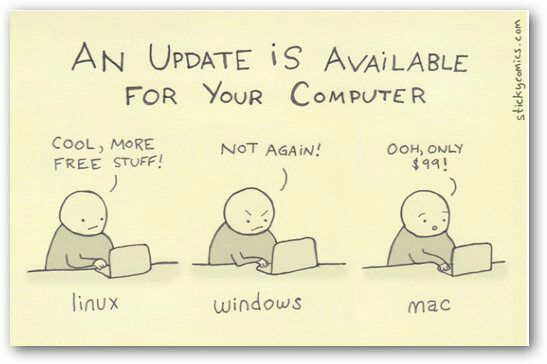 AN UPDATE IS AVAILABLE
FOR YOUR COMPUTER
stickycomics.com
COOL, MORE
FREE STUFF!
NOT AGAIN!
OOH, ONLY
$99!
linux
windows
mac